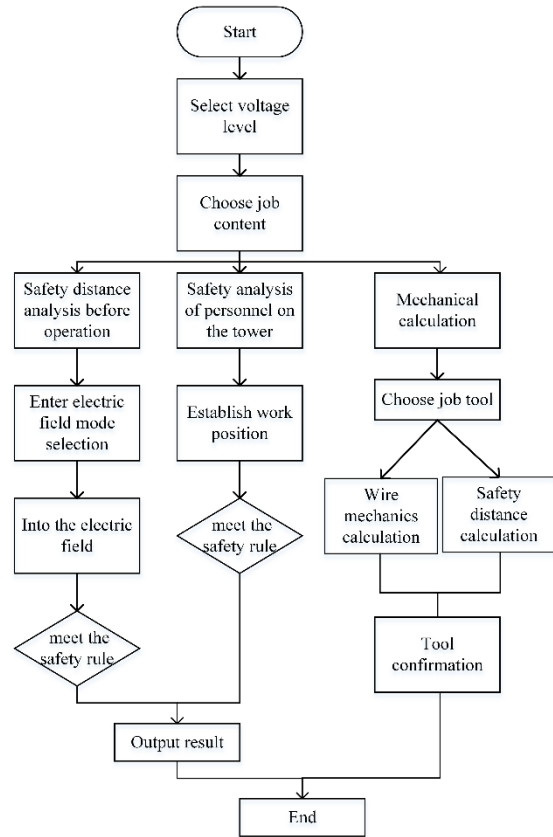 Start
Select voltage
level
Choose job
content
Safety distance
analysis before
operation
Safety analysis
of personnel on
the tower
Mechanical
calculation
Enter electric
field mode
selection
Establish work
position
Choose job tool
Into the electric
field
meet the
safety rule
Wire
mechanics
calculation
Safety
distance
calculation
meet the
safety rule
Tool
confirmation
Output result
End